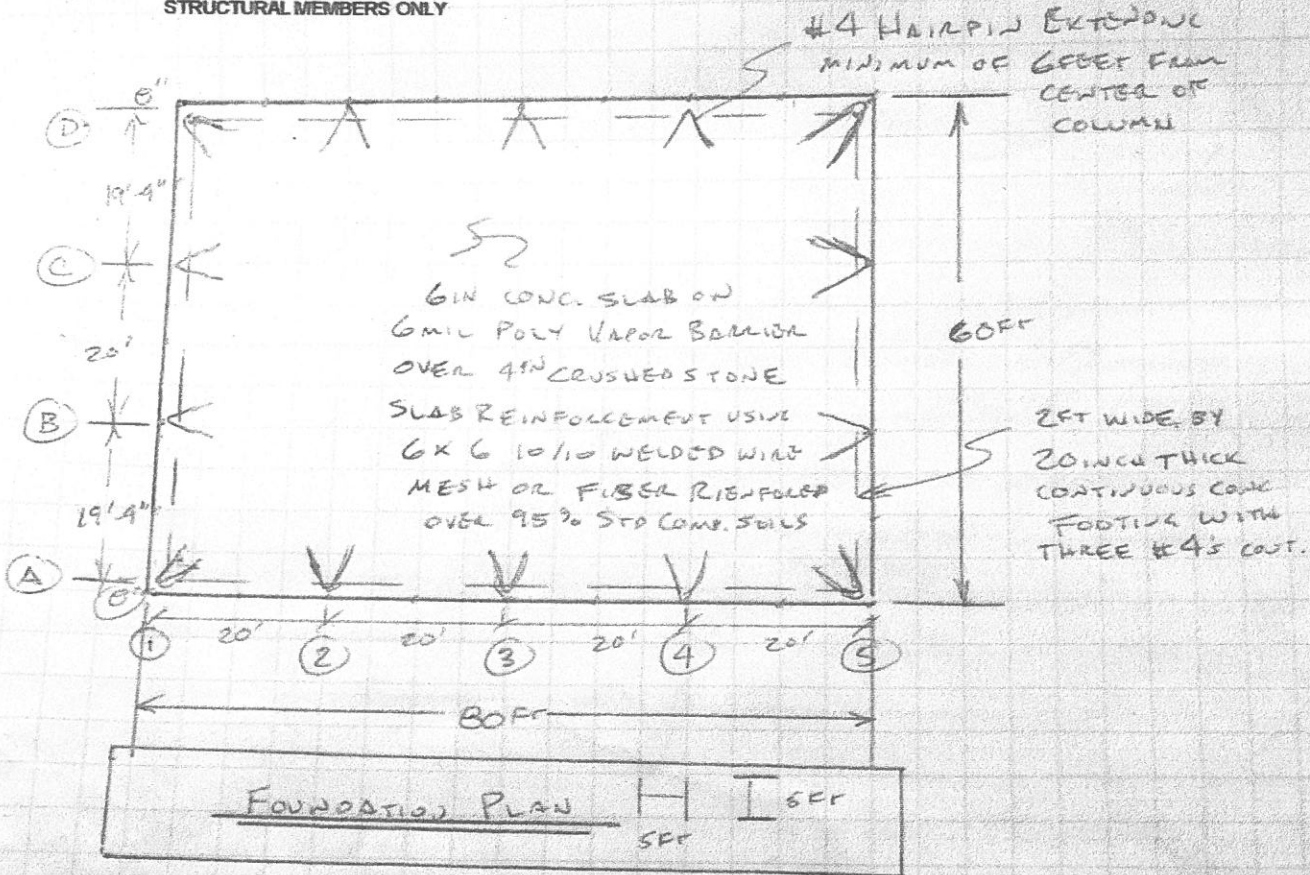 STRUCTURAL MEMBERS ONLY
#4 HAIRPIN EXTENDING
MINIMUM OF 6FEET FROM
CENTER OF
COLUMN
8"
D
19'4"
C
20'
B
19'4"
A
8"
6IN CONC. SLAB ON
6MIL POLY VAPOR BARRIER
OVER 4IN CRUSHED STONE
SLAB REINFORCEMENT USING
6X6 10/10 WELDED WIRE
MESH OR FIBER RIENFORCED
OVER 95% STD COMP. SOILS
60FT
2FT WIDE BY
20INCH THICK
CONTINUOUS CONC
FOOTING WITH
THREE #4'S CONT.
1 20' 2 20' 3 20' 4 20' 5
80FT
FOUNDATION PLAN
5FT
5FT